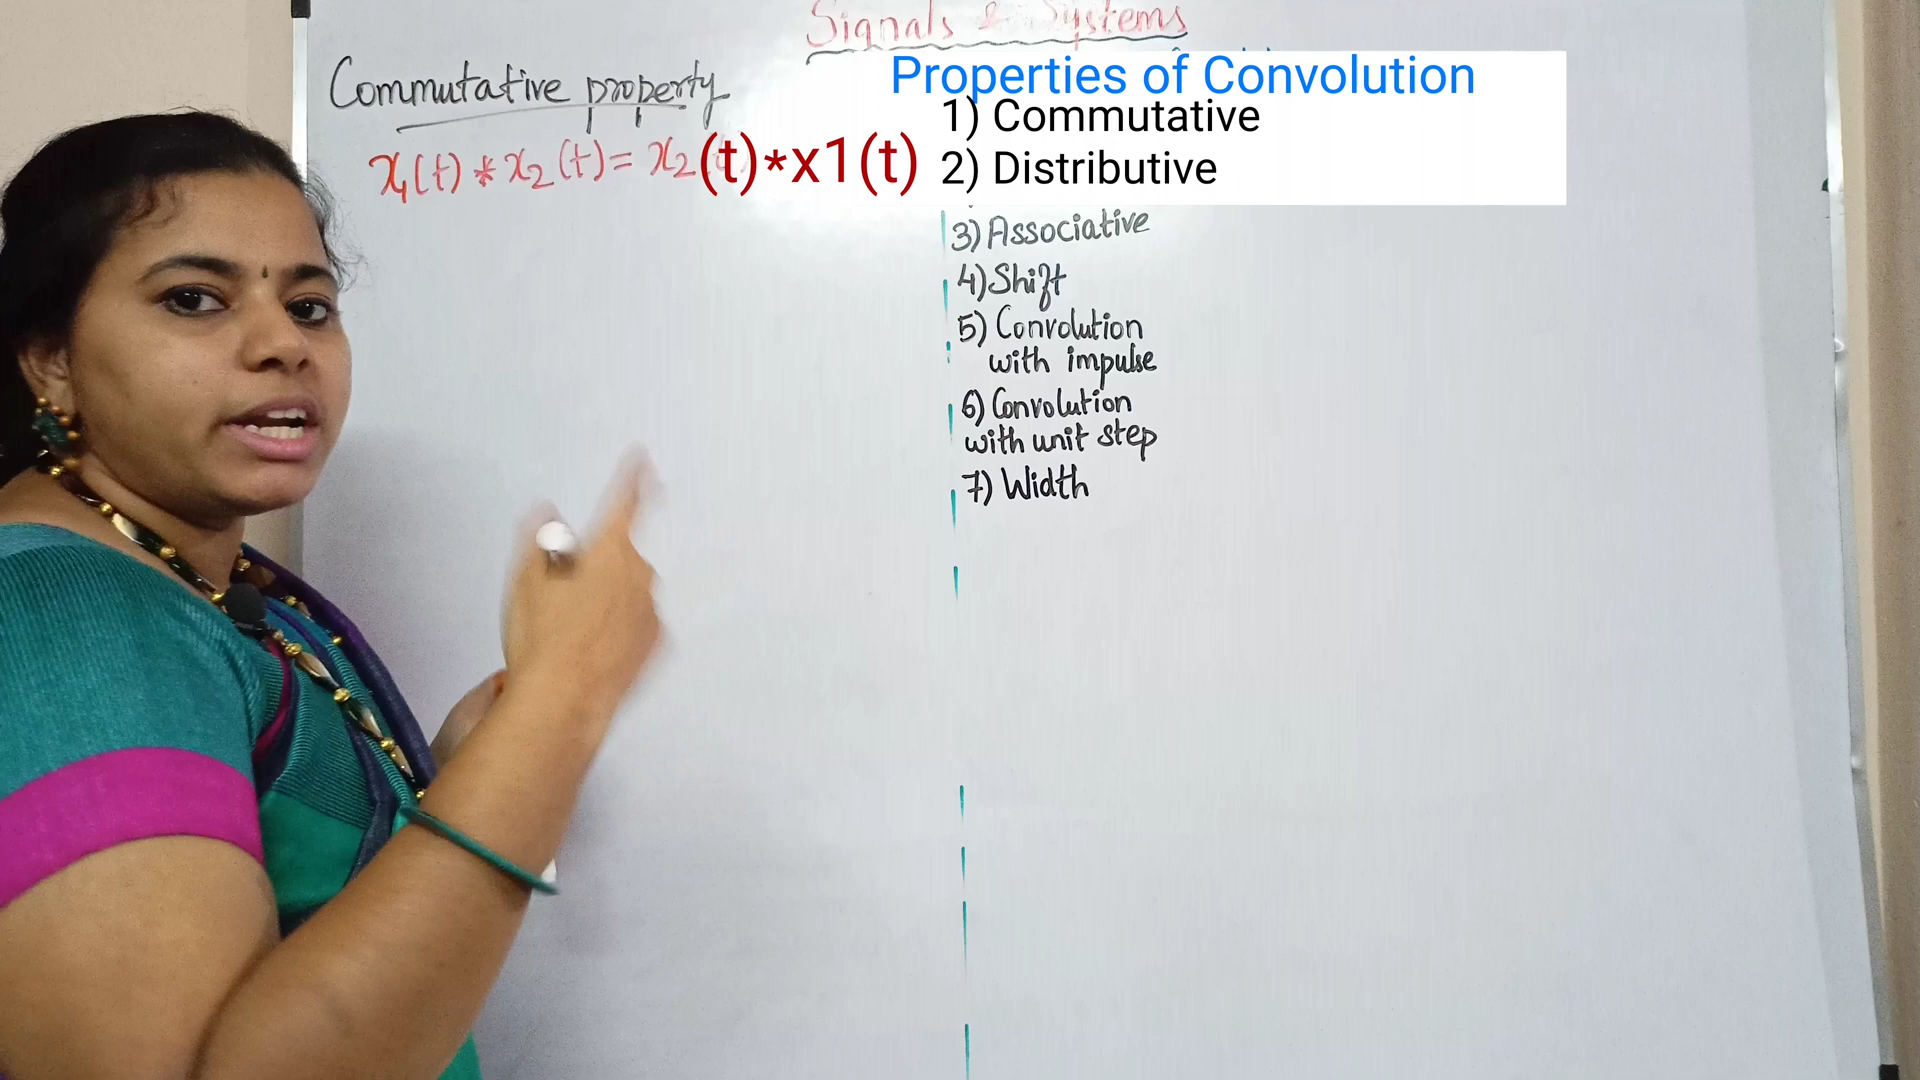 Signals & Systems
Commutative property
x1(t) * x2(t) = x2(t)*x1(t)
Properties of Convolution
1) Commutative
2) Distributive
3) Associative
4) Shift
5) Convolution
with impulse
6) Convolution
with unit step
7) Width